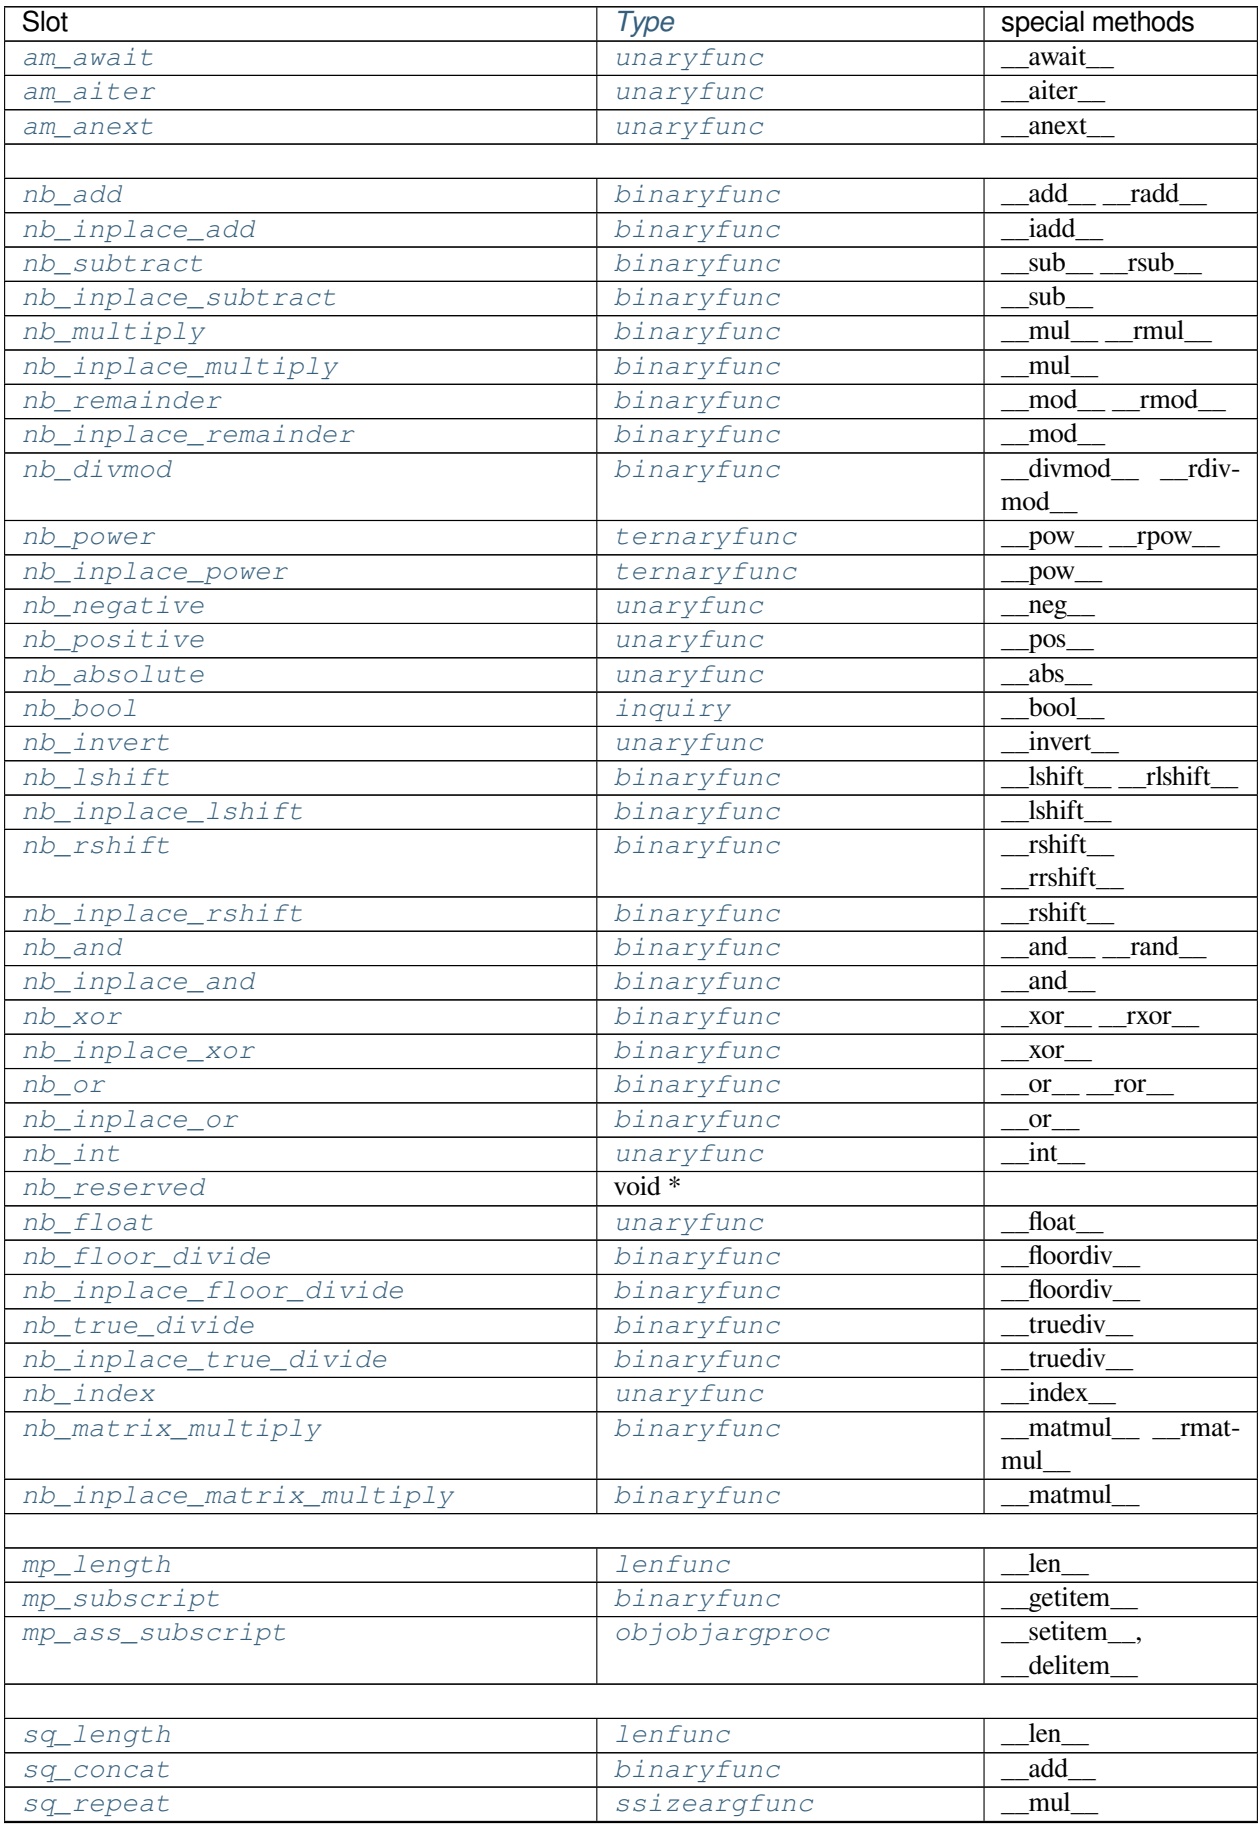 Slot Type special methods
am_await unaryfunc __await__
am_aiter unaryfunc __aiter__
am_anext unaryfunc __anext__
nb_add binaryfunc __add__ __radd__
nb_inplace_add binaryfunc __iadd__
nb_subtract binaryfunc __sub__ __rsub__
nb_inplace_subtract binaryfunc __sub__
nb_multiply binaryfunc __mul__ __rmul__
nb_inplace_multiply binaryfunc __mul__
nb_remainder binaryfunc __mod__ __rmod__
nb_inplace_remainder binaryfunc __mod__
nb_divmod binaryfunc __divmod__ __rdiv-
mod__
nb_power ternaryfunc __pow__ __rpow__
nb_inplace_power ternaryfunc __pow__
nb_negative unaryfunc __neg__
nb_positive unaryfunc __pos__
nb_absolute unaryfunc __abs__
nb_bool inquiry __bool__
nb_invert unaryfunc __invert__
nb_lshift binaryfunc __lshift__ __rlshift__
nb_inplace_lshift binaryfunc __lshift__
nb_rshift binaryfunc __rshift__
__rrshift__
nb_inplace_rshift binaryfunc __rshift__
nb_and binaryfunc __and__ __rand__
nb_inplace_and binaryfunc __and__
nb_xor binaryfunc __xor__ __rxor__
nb_inplace_xor binaryfunc __xor__
nb_or binaryfunc __or__ __ror__
nb_inplace_or binaryfunc __or__
nb_int unaryfunc __int__
nb_reserved void *
nb_float unaryfunc __float__
nb_floor_divide binaryfunc __floordiv__
nb_inplace_floor_divide binaryfunc __floordiv__
nb_true_divide binaryfunc __truediv__
nb_inplace_true_divide binaryfunc __truediv__
nb_index unaryfunc __index__
nb_matrix_multiply binaryfunc __matmul__ __rmat-
mul__
nb_inplace_matrix_multiply binaryfunc __matmul__
mp_length lenfunc __len__
mp_subscript binaryfunc __getitem__
mp_ass_subscript objobjargproc __setitem__,
__delitem__
sq_length lenfunc __len__
sq_concat binaryfunc __add__
sq_repeat ssizeargfunc __mul__